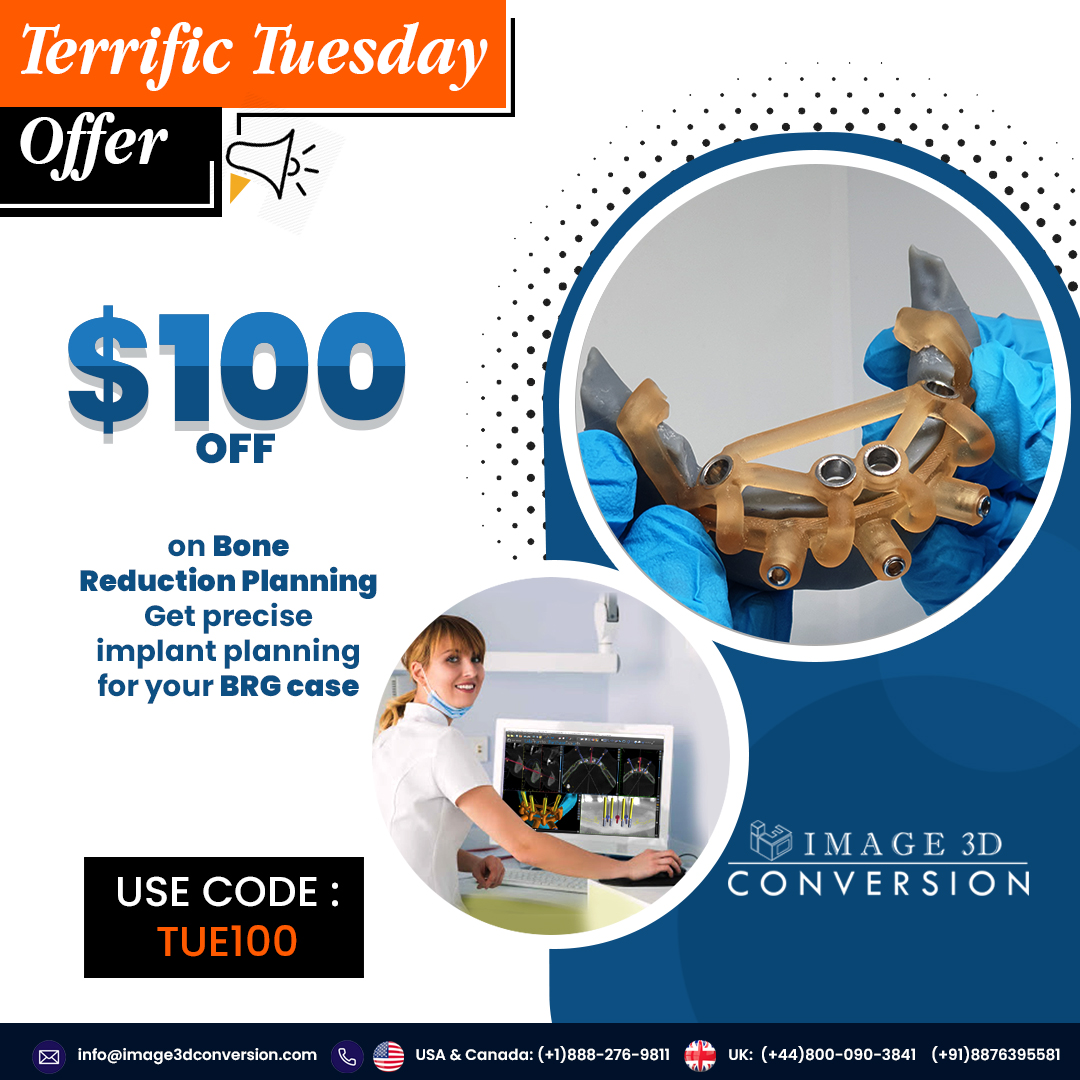 Terrific Tuesday
Offer
$100
OFF
on Bone
Reduction Planning
Get precise
implant planning
for your BRG case
USE CODE :
TUE100
IMAGE 3D
CONVERSION
info@image3dconversion.com USA & Canada: (+1)888-276-9811 UK: (+44)800-090-3841 (+91)8876395581